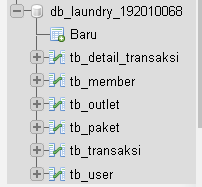 db_laundry_192010068
Baru
tb_detail_transaksi
tb_member
tb_outlet
tb_paket
tb_transaksi
tb_user